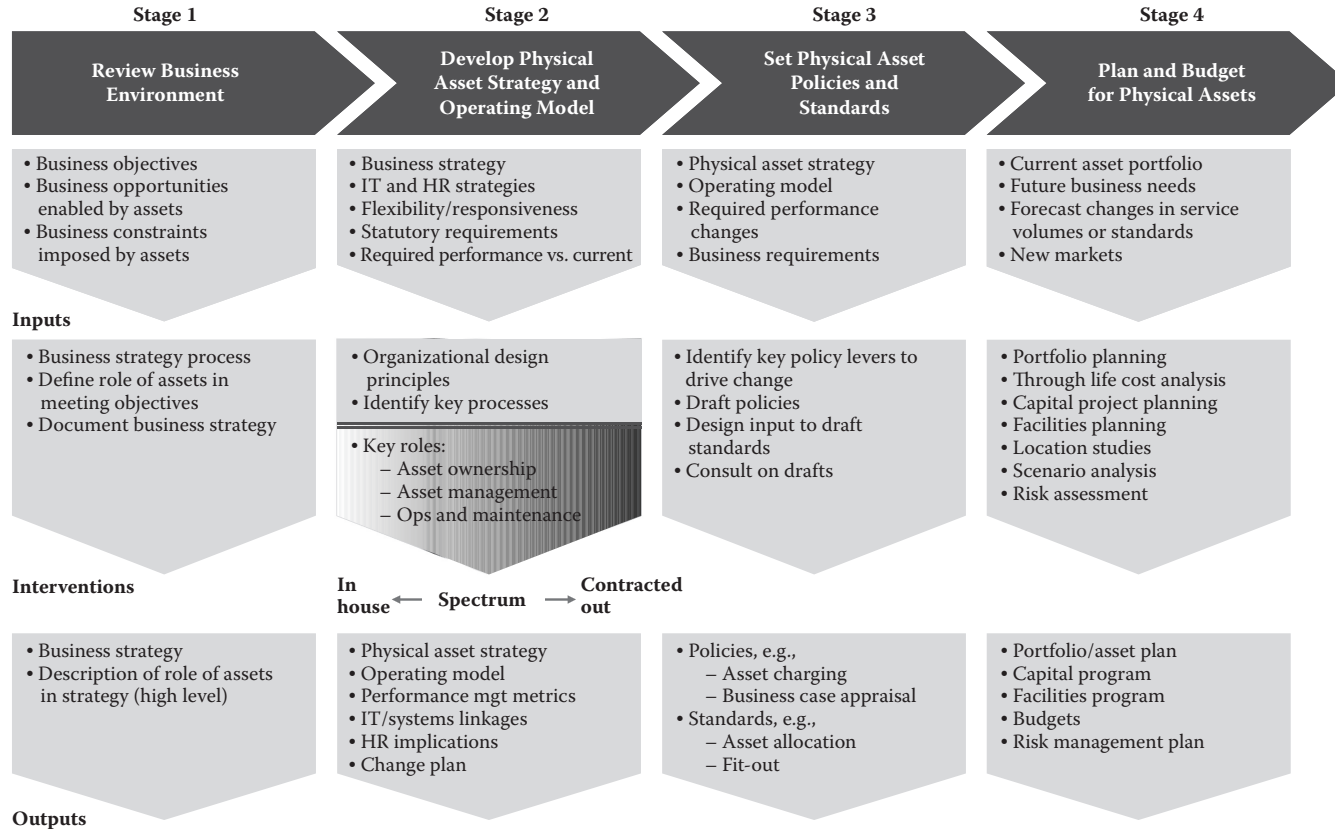 Stage 1
Stage 2
Stage 3
Stage 4
Review Business
Environment
Develop Physical
Asset Strategy and
Operating Model
Set Physical Asset
Policies and
Standards
Plan and Budget
for Physical Assets
• Business objectives
• Business opportunities
enabled by assets
• Business constraints
imposed by assets
• Business strategy
• IT and HR strategies
• Flexibility/responsiveness
• Statutory requirements
• Required performance vs. current
• Physical asset strategy
• Operating model
• Required performance
changes
• Business requirements
• Current asset portfolio
• Future business needs
• Forecast changes in service
volumes or standards
• New markets
Inputs
• Business strategy process
• Define role of assets in
meeting objectives
• Document business strategy
• Organizational design
principles
• Identify key processes
• Key roles:
– Asset ownership
– Asset management
– Ops and maintenance
• Identify key policy levers to
drive change
• Draft policies
• Design input to draft
standards
• Consult on drafts
• Portfolio planning
• Through life cost analysis
• Capital project planning
• Facilities planning
• Location studies
• Scenario analysis
• Risk assessment
Interventions
In
house
Spectrum
Contracted
out
• Business strategy
• Description of role of assets
in strategy (high level)
• Physical asset strategy
• Operating model
• Performance mgt metrics
• IT/systems linkages
• HR implications
• Change plan
• Policies, e.g.,
– Asset charging
– Business case appraisal
• Standards, e.g.,
– Asset allocation
– Fit-out
• Portfolio/asset plan
• Capital program
• Facilities program
• Budgets
• Risk management plan
Outputs